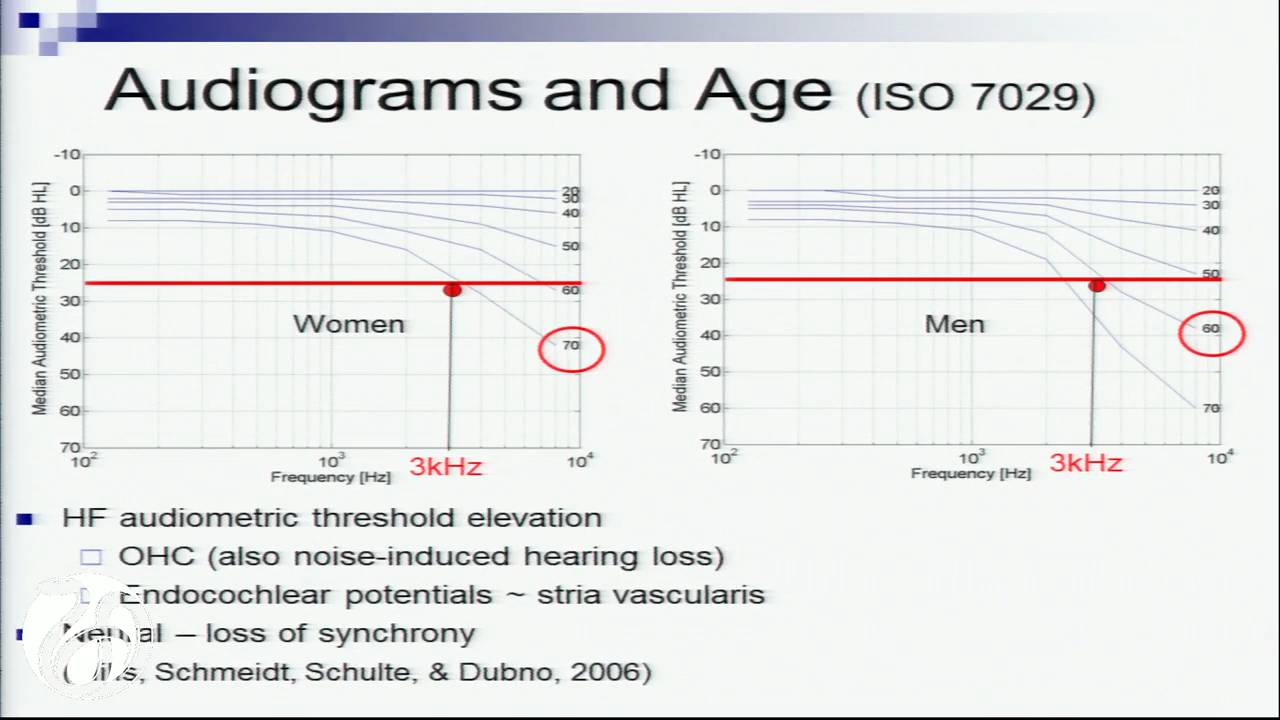 Audiograms and Age (ISO 7029)
-10
0
10
20
30
40
50
60
70
Median Audiometric Threshold [dB HL]
20
30
40
50
60
70
Women
10²
10³
3kHz
10⁴
Frequency [Hz]
-10
0
10
20
30
40
50
60
70
Median Audiometric Threshold [dB HL]
20
30
40
50
60
70
Men
10²
10³
3kHz
10⁴
Frequency [Hz]
HF audiometric threshold elevation
OHC (also noise-induced hearing loss)
Endocochlear potentials ~ stria vascularis
Neural – loss of synchrony
Schmeidt, Schulte, & Dubno, 2006)